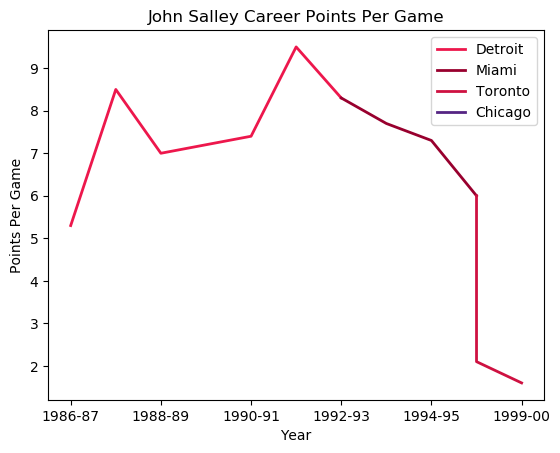 John Salley Career Points Per Game
Detroit
Miami
Toronto
Chicago
Points Per Game
9
8
7
6
5
4
3
2
1986-87 1988-89 1990-91 1992-93 1994-95 1999-00
Year